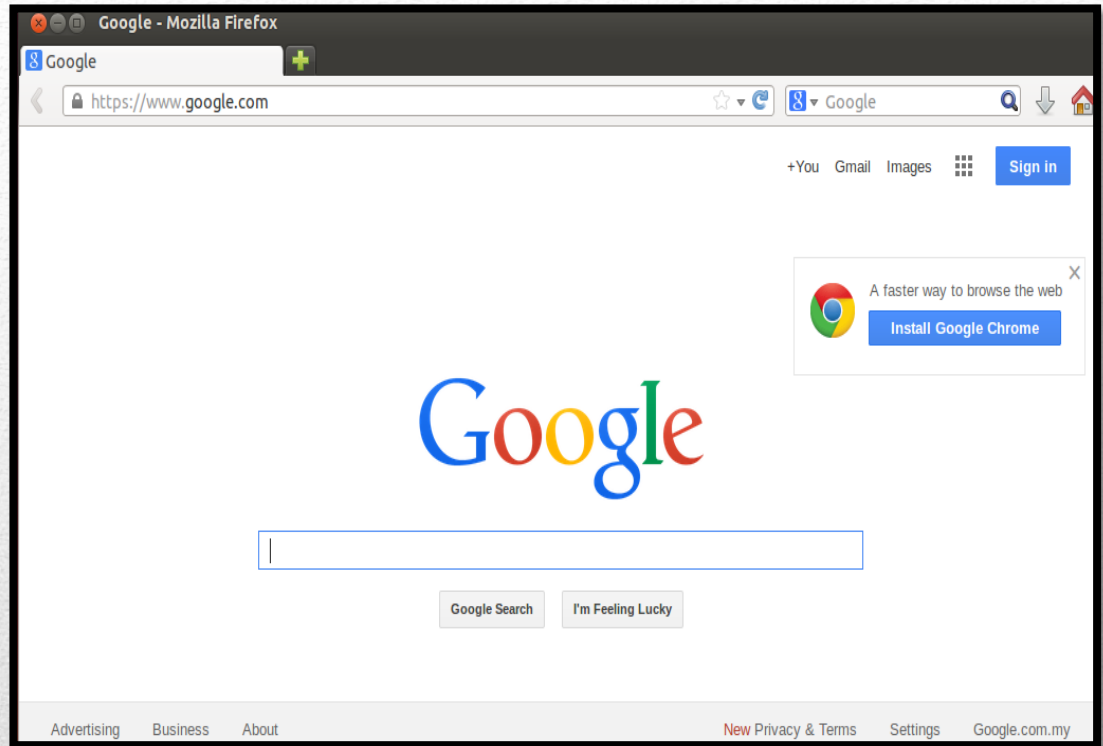 Google - Mozilla Firefox
8 Google
https://www.google.com 8 Google
+You Gmail Images Sign in
A faster way to browse the web
Install Google Chrome
Google
Google Search I'm Feeling Lucky
Advertising Business About New Privacy & Terms Settings Google.com.my